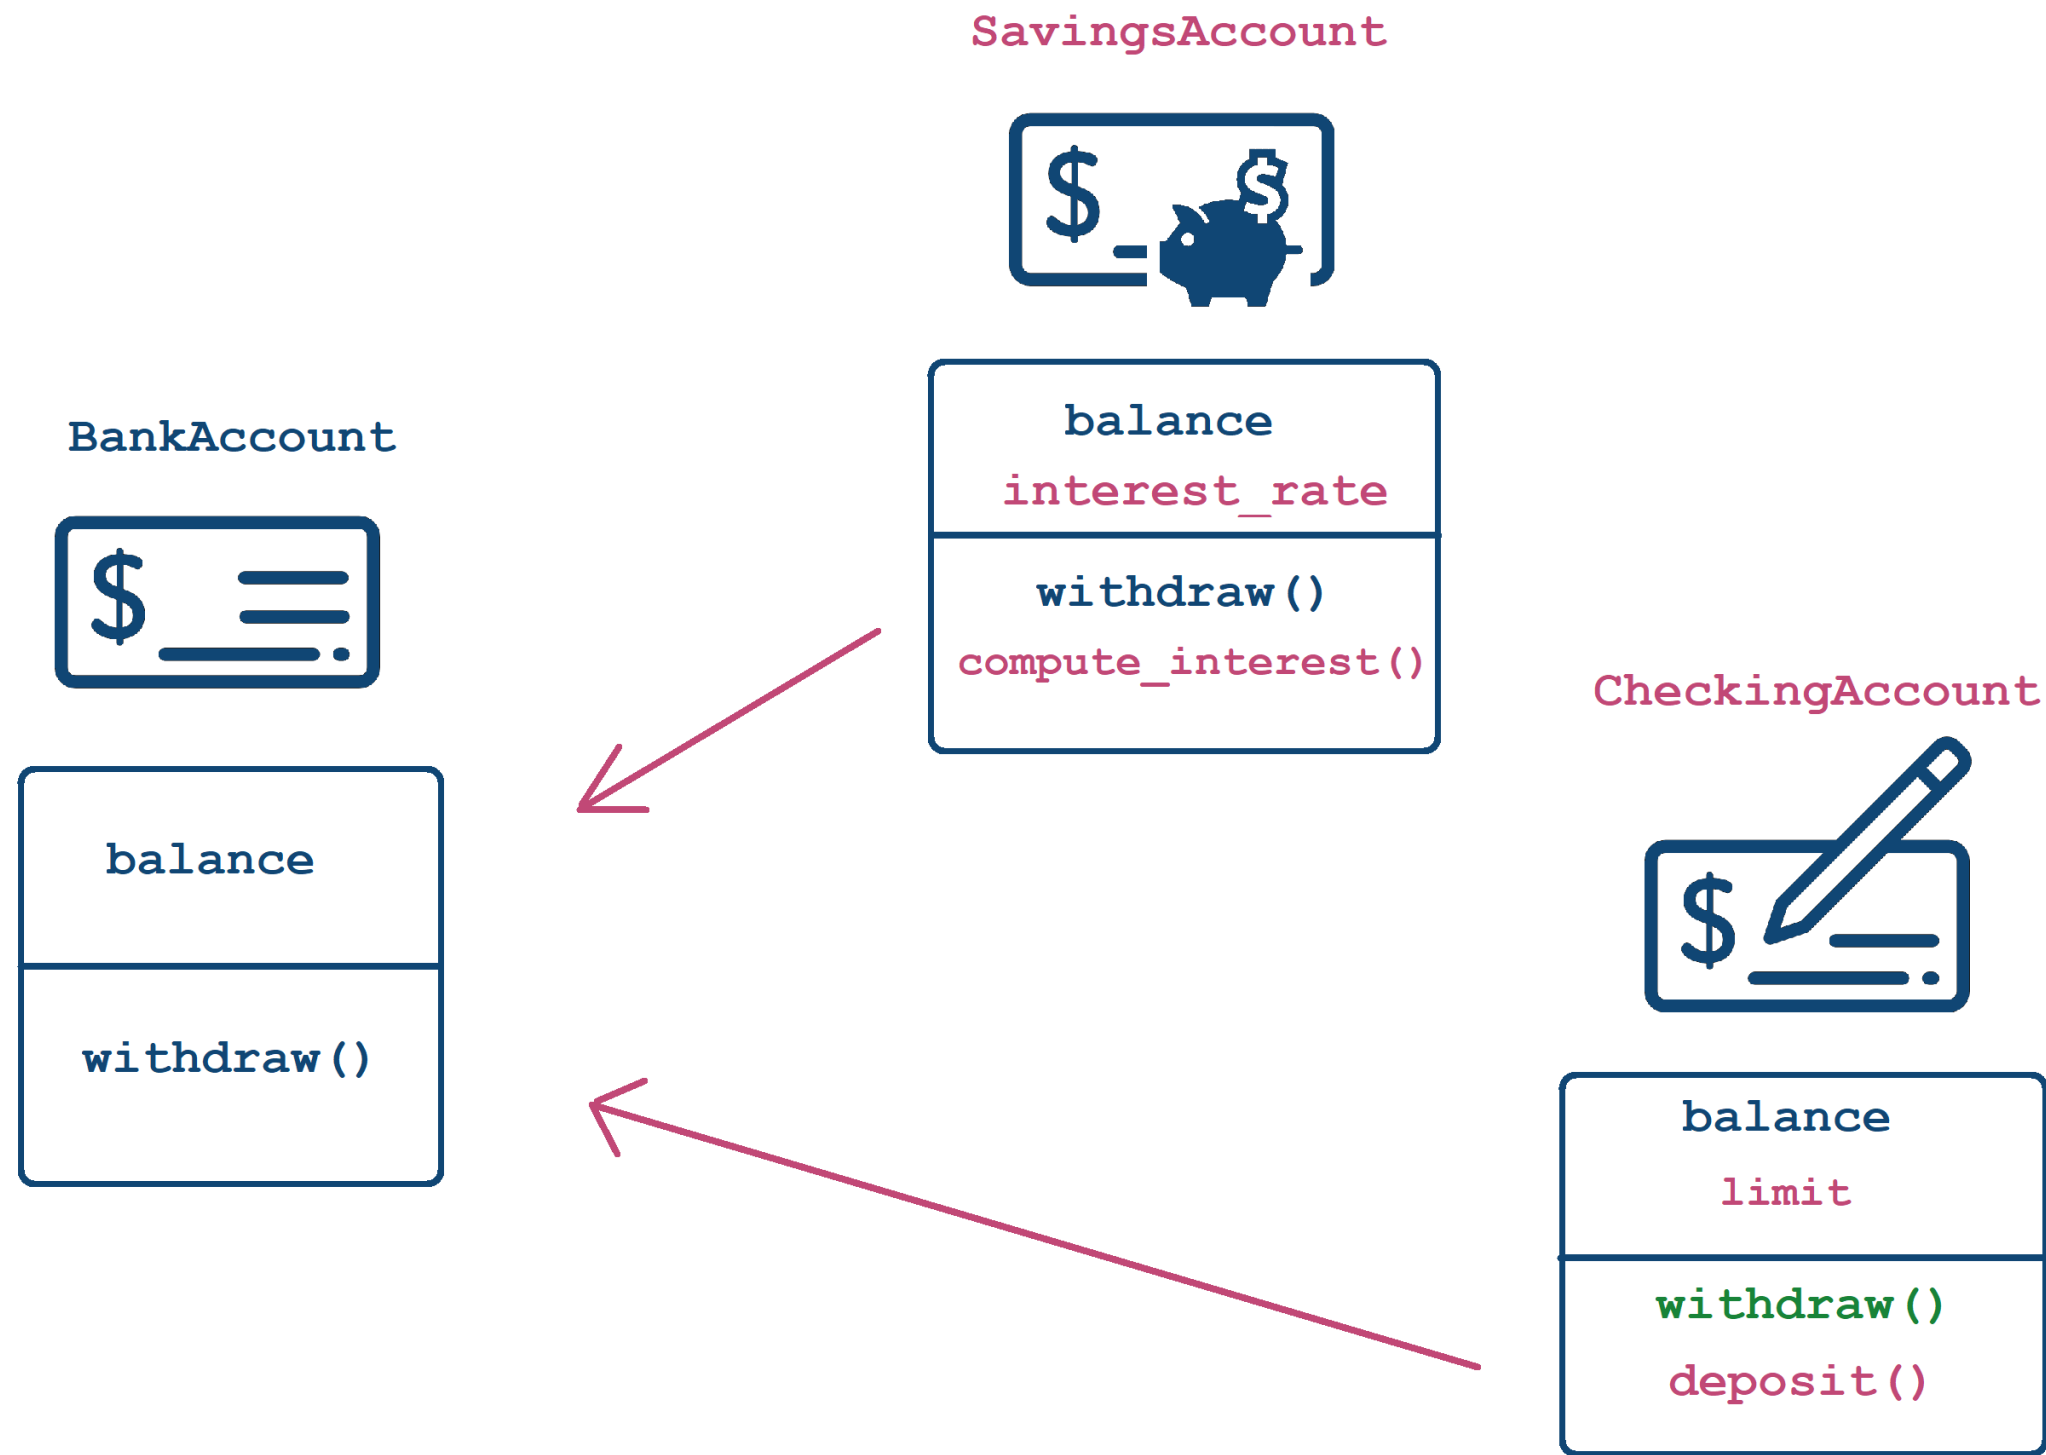 SavingsAccount
$
$
balance
interest_rate
withdraw()
compute_interest()
BankAccount
$
balance
withdraw()
CheckingAccount
$
balance
limit
withdraw()
deposit()